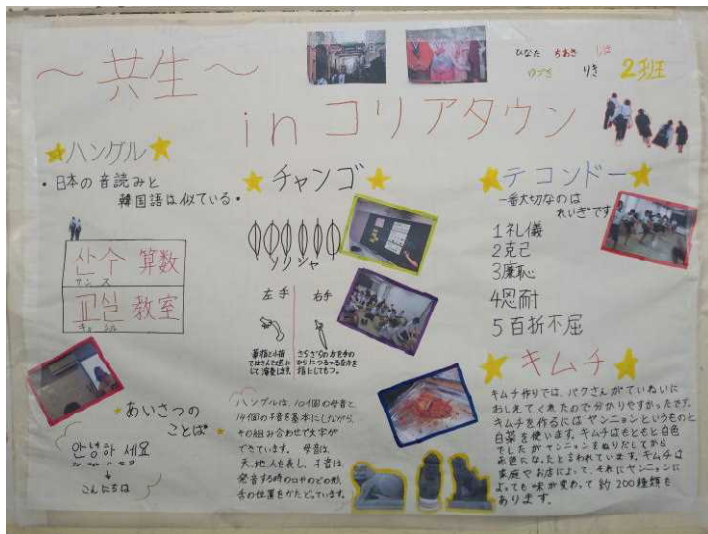 〜共生〜
in コリアタウン
ひなた ちあき しほ
ゆづき りき 2班
ハングル
・日本の音読みと
韓国語は似ている・
산수 算数
サンス
교실 教室
キョシル
あいさつの
ことば
안녕하세요
こんにちは
チャンゴ
ソリシャ
左手 右手
ハングルは、10個の母音と
14個の子音を基本にしながら、
その組み合わせで文字が
できています。 母音は、
天、地、人を表し、子音は
発音する時の口やのどの形、
舌の位置をかたどっています。
テコンドー
一番大切なのは
れいぎです
1礼儀
2克己
3廉恥
4忍耐
5百折不屈
キムチ
キムチ作りでは、パクさんがていねいに
おしえてくれたので分かりやすかったです。
キムチを作るにはヤンニョンというものと
白菜を使います。キムチはもともと白色
でしたがヤンニョンをぬりだしてから
赤色になったと言われています。キムチは
家庭やお店によって、それにヤンニョンに
よっても味が変わって約200種類も
あります。